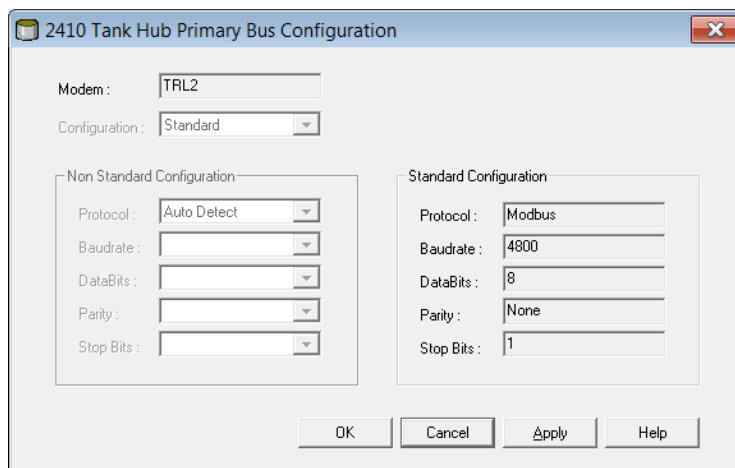 2410 Tank Hub Primary Bus Configuration
Modem : TRL2
Configuration : Standard
Non Standard Configuration
Protocol : Auto Detect
Baudrate :
DataBits :
Parity :
Stop Bits :
Standard Configuration
Protocol : Modbus
Baudrate : 4800
DataBits : 8
Parity : None
Stop Bits : 1
OK Cancel Apply Help